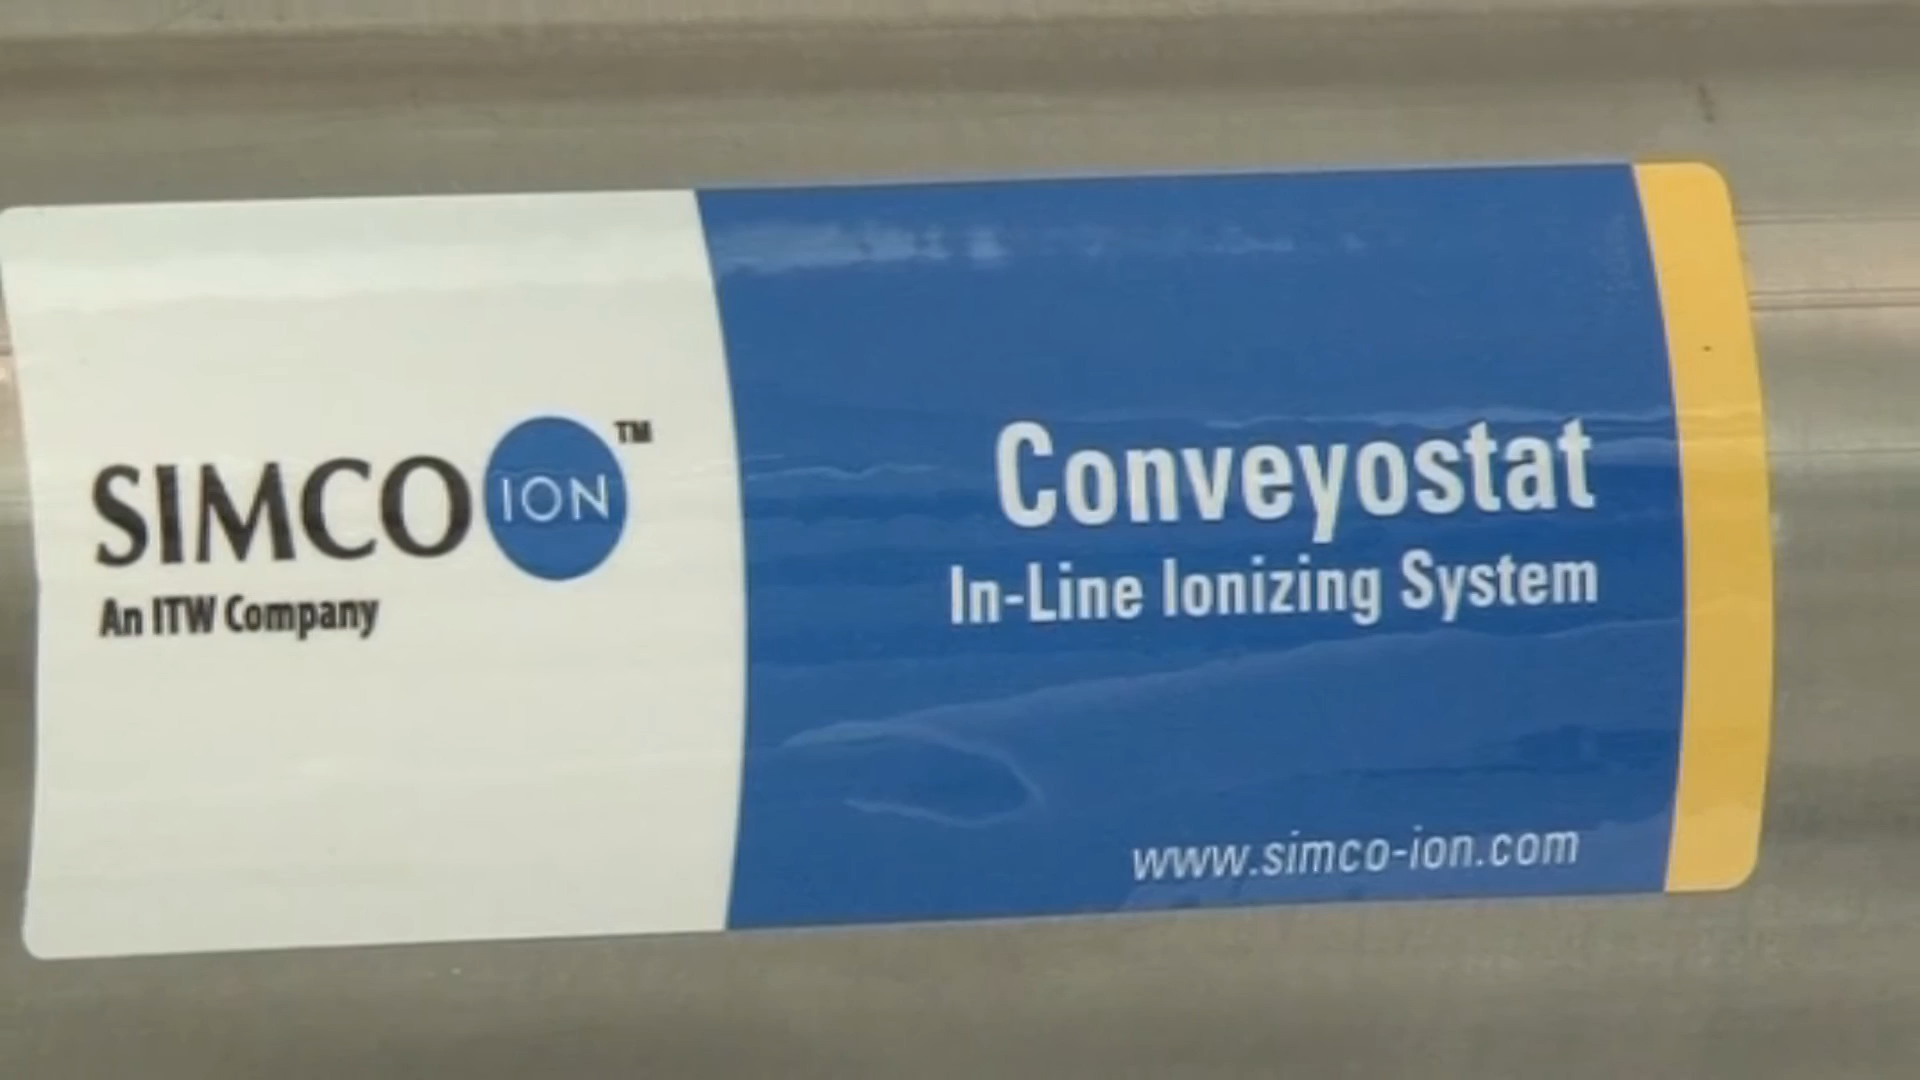 SIMCO ION™
An ITW Company
Conveyostat
In-Line Ionizing System
www.simco-ion.com